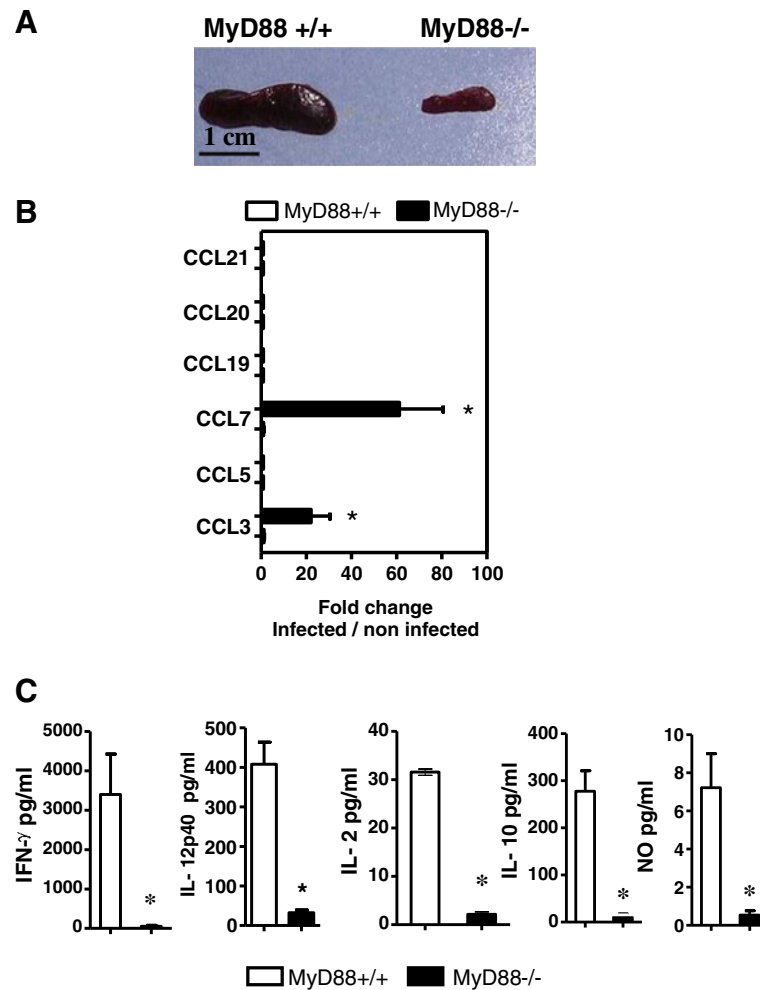 A
MyD88 +/+ MyD88-/-
1 cm
B
MyD88+/+ MyD88-/-
CCL21
CCL20
CCL19
CCL7
*
CCL5
CCL3
*
0 20 40 60 80 100
Fold change
Infected / non infected
C
IFN-γ pg/ml
5000
4000
3000
2000
1000
0
*
IL- 12p40 pg/ml
500
400
300
200
100
0
*
IL- 2 pg/ml
40
30
20
10
0
*
IL- 10 pg/ml
400
300
200
100
0
*
NO pg/ml
10
8
6
4
2
0
*
MyD88+/+ MyD88-/-